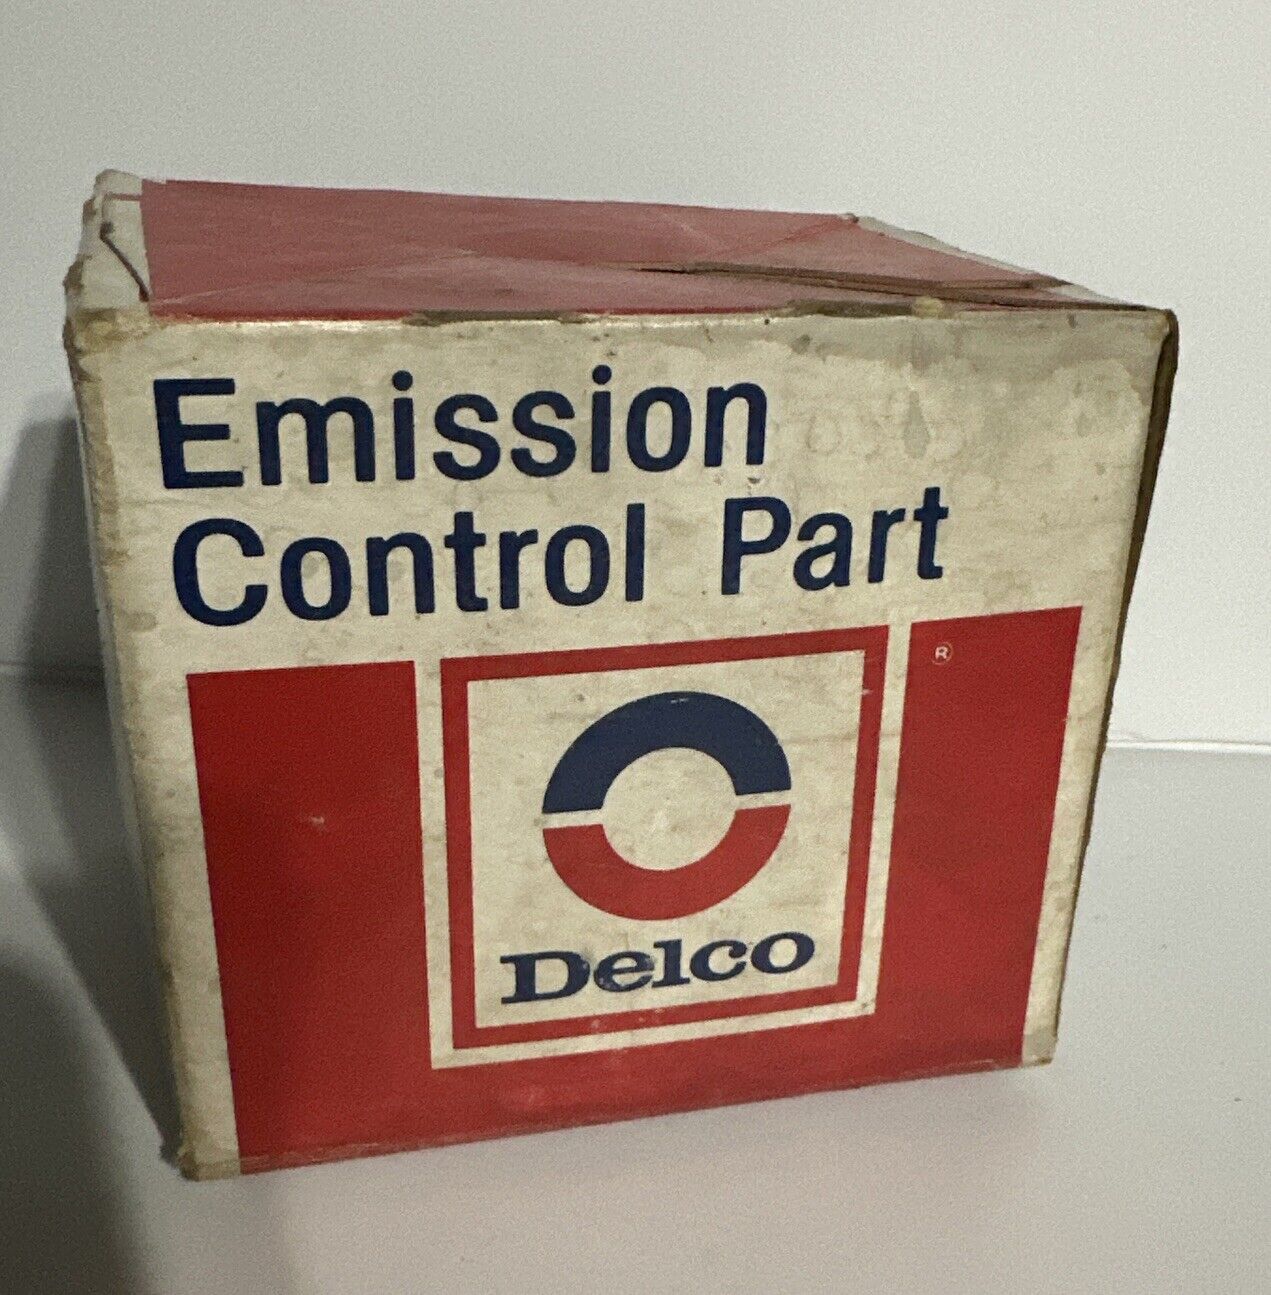 Emission
Control Part
®
Delco